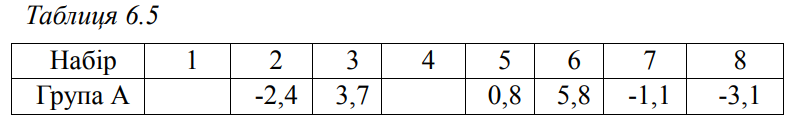 Таблиця 6.5
Набір 1 2 3 4 5 6 7 8
Група А -2,4 3,7 0,8 5,8 -1,1 -3,1